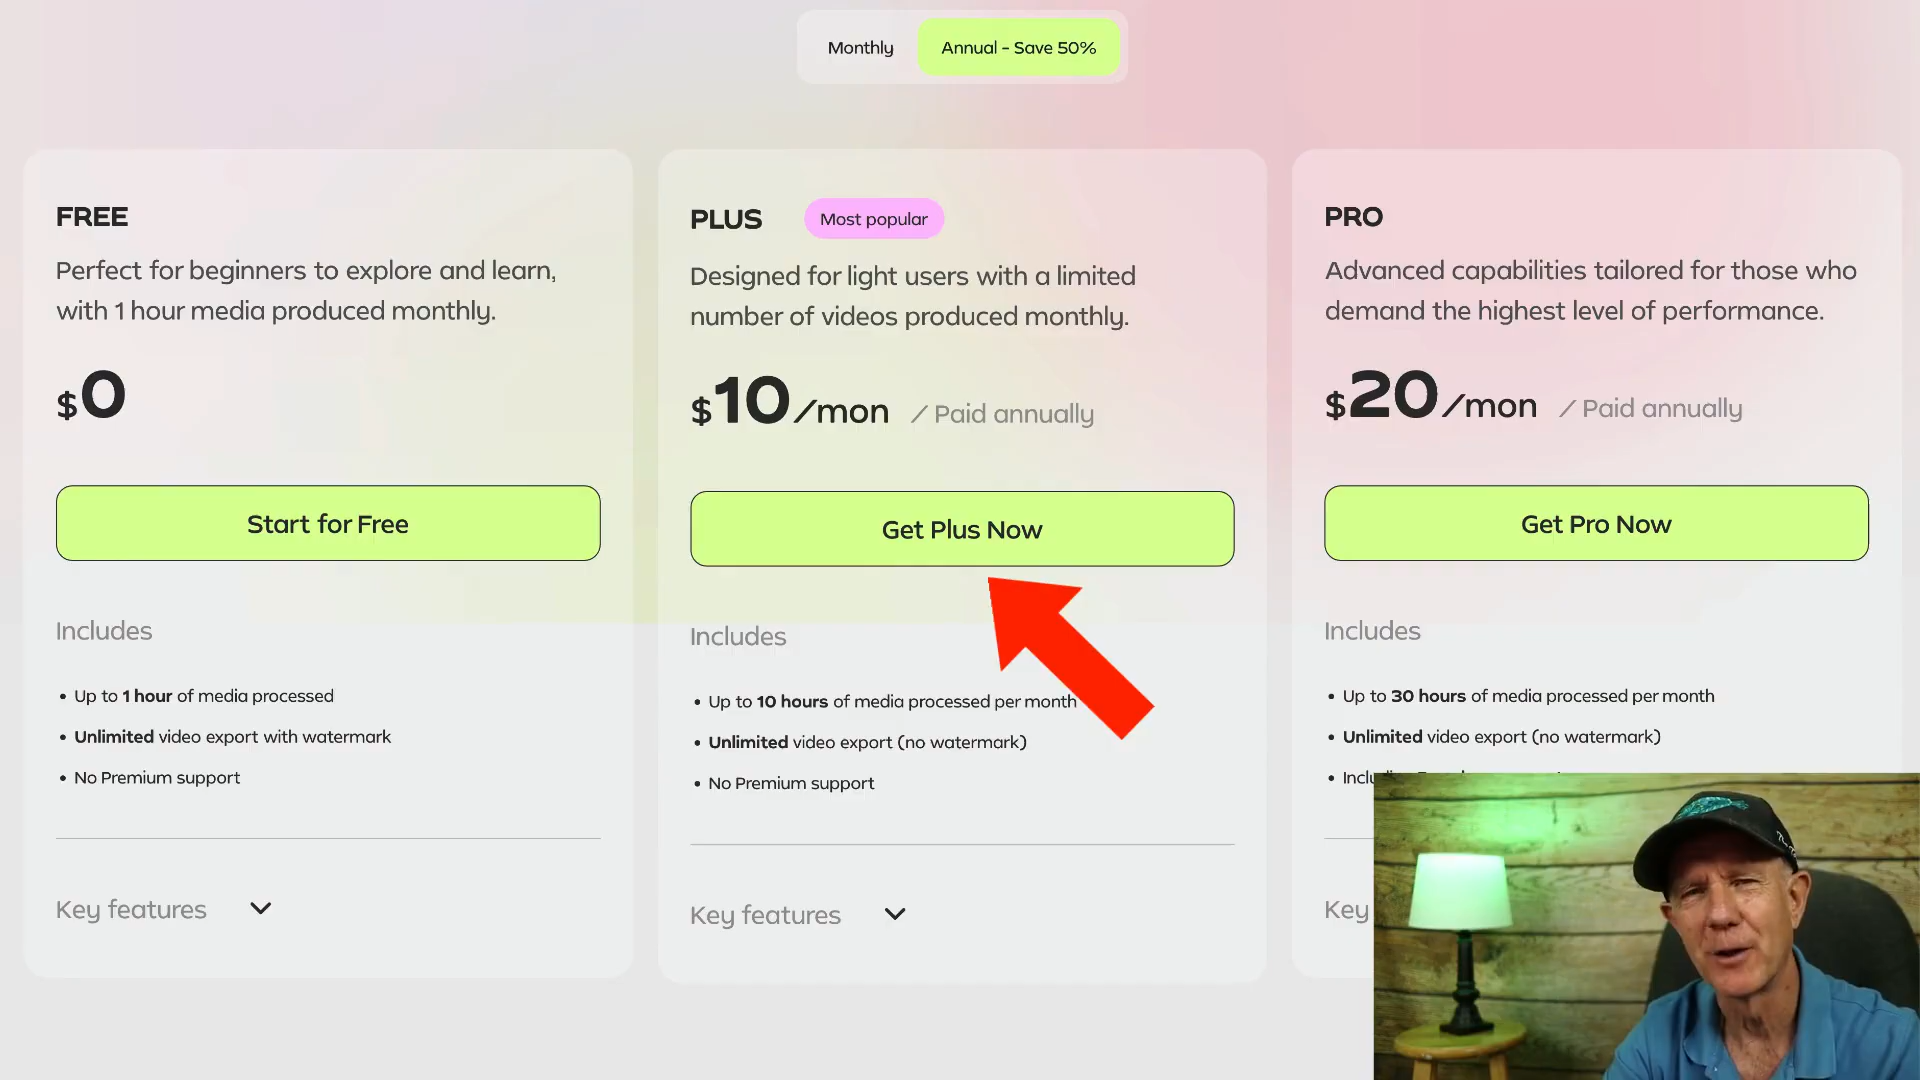 Monthly
Annual - Save 50%
FREE
Perfect for beginners to explore and learn,
with 1 hour media produced monthly.
$0
Start for Free
Includes
• Up to 1 hour of media processed
• Unlimited video export with watermark
• No Premium support
Key features
PLUS
Most popular
Designed for light users with a limited
number of videos produced monthly.
$10/mon / Paid annually
Get Plus Now
Includes
• Up to 10 hours of media processed per month
• Unlimited video export (no watermark)
• No Premium support
Key features
PRO
Advanced capabilities tailored for those who
demand the highest level of performance.
$20/mon / Paid annually
Get Pro Now
Includes
• Up to 30 hours of media processed per month
• Unlimited video export (no watermark)
Key